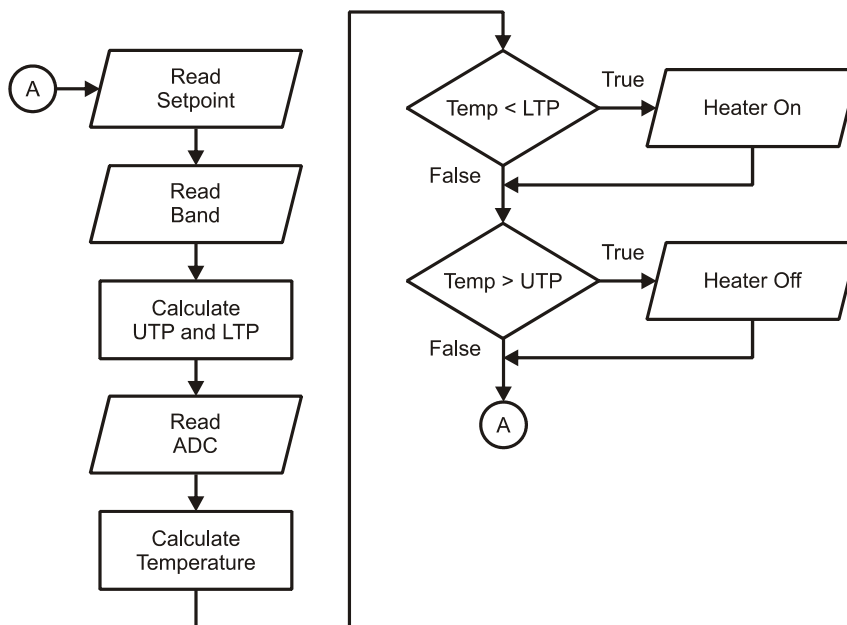 A
Read
Setpoint
Read
Band
Calculate
UTP and LTP
Read
ADC
Calculate
Temperature
Temp < LTP
True
Heater On
False
Temp > UTP
True
Heater Off
False
A